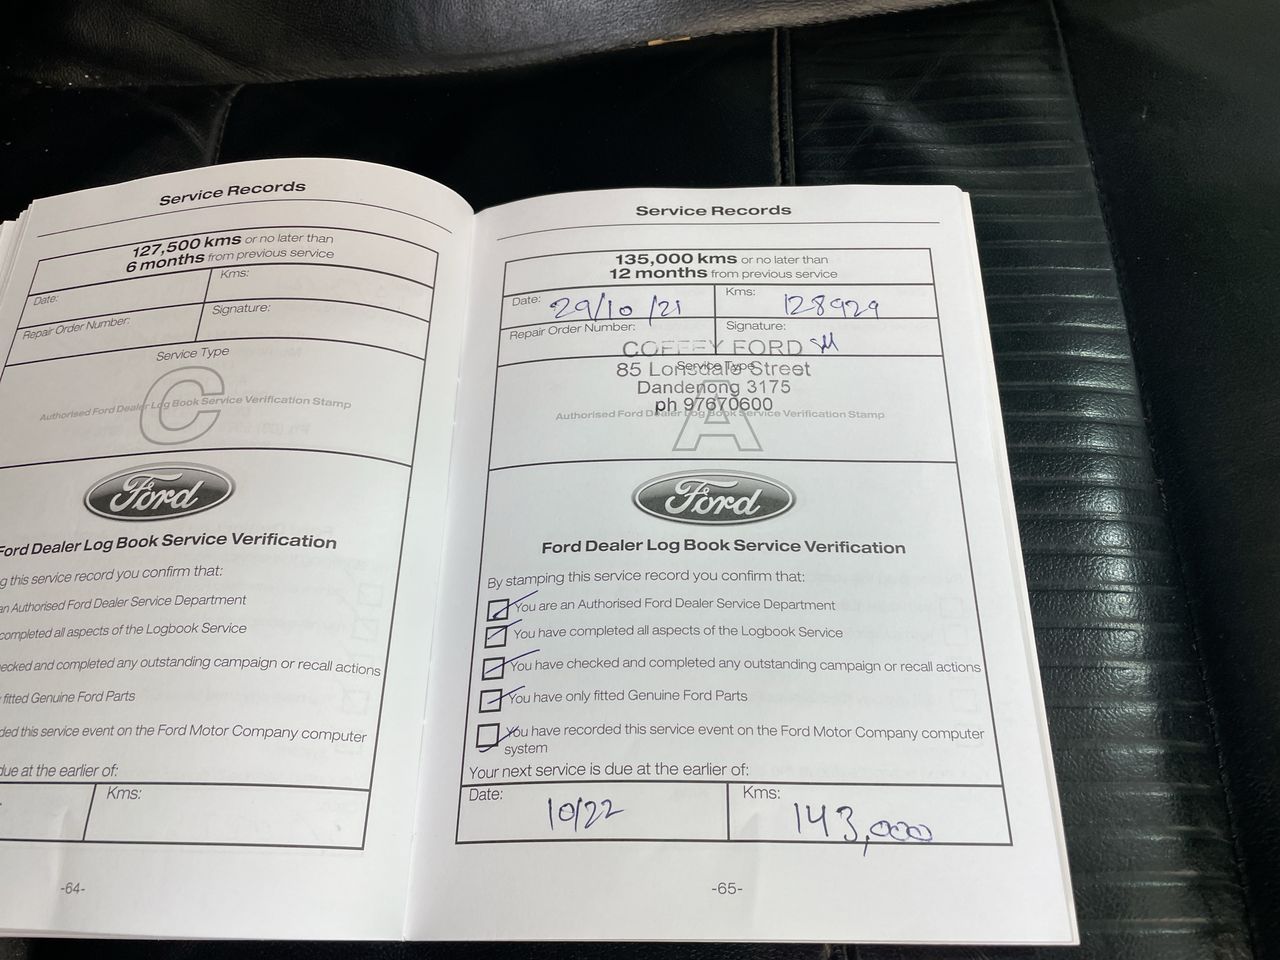 Service Records
127,500 kms or no later than
6 months from previous service
Date:
Kms:
Repair Order Number:
Signature:
Service Type
C
Authorised Ford Dealer Log Book Service Verification Stamp
Ford
Ford Dealer Log Book Service Verification
g this service record you confirm that:
an Authorised Ford Dealer Service Department
completed all aspects of the Logbook Service
ecked and completed any outstanding campaign or recall actions
fitted Genuine Ford Parts
ded this service event on the Ford Motor Company computer
due at the earlier of:
Kms:
-64-
Service Records
135,000 kms or no later than
12 months from previous service
Date: 29/10/21
Kms: 128929
Repair Order Number:
Signature:
COFFEY FORD
Service Type
85 Lonsdale Street
Dandenong 3175
ph 97670600
Authorised Ford Dealer Log Book Service Verification Stamp
A
Ford
Ford Dealer Log Book Service Verification
By stamping this service record you confirm that:
You are an Authorised Ford Dealer Service Department
You have completed all aspects of the Logbook Service
You have checked and completed any outstanding campaign or recall actions
You have only fitted Genuine Ford Parts
You have recorded this service event on the Ford Motor Company computer
system
Your next service is due at the earlier of:
Date: 10/22
Kms: 143,000
-65-